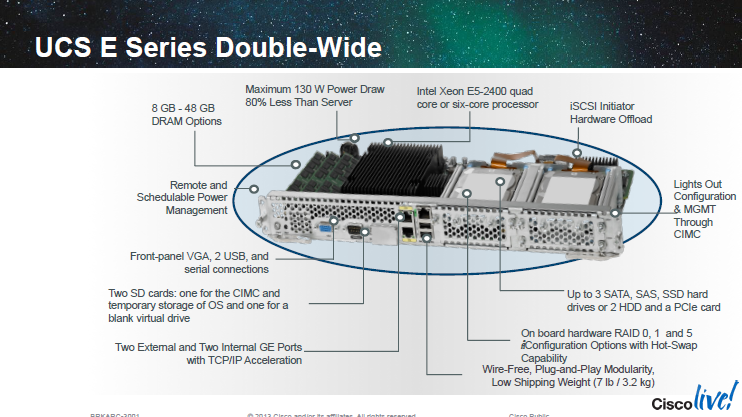 UCS E Series Double-Wide
Maximum 130 W Power Draw
80% Less Than Server
Intel Xeon E5-2400 quad
core or six-core processor
8 GB - 48 GB
DRAM Options
iSCSI Initiator
Hardware Offload
Remote and
Schedulable Power
Management
Lights Out
Configuration
& MGMT
Through
CIMC
Front-panel VGA, 2 USB, and
serial connections
Two SD cards: one for the CIMC and
temporary storage of OS and one for a
blank virtual drive
Up to 3 SATA, SAS, SSD hard
drives or 2 HDD and a PCIe card
Two External and Two Internal GE Ports
with TCP/IP Acceleration
On board hardware RAID 0, 1 and 5
Configuration Options with Hot-Swap
Capability
Wire-Free, Plug-and-Play Modularity,
Low Shipping Weight (7 lb / 3.2 kg)
Cisco live!
BRKARC-3001
© 2013 Cisco and/or its affiliates. All rights reserved.
Cisco Public